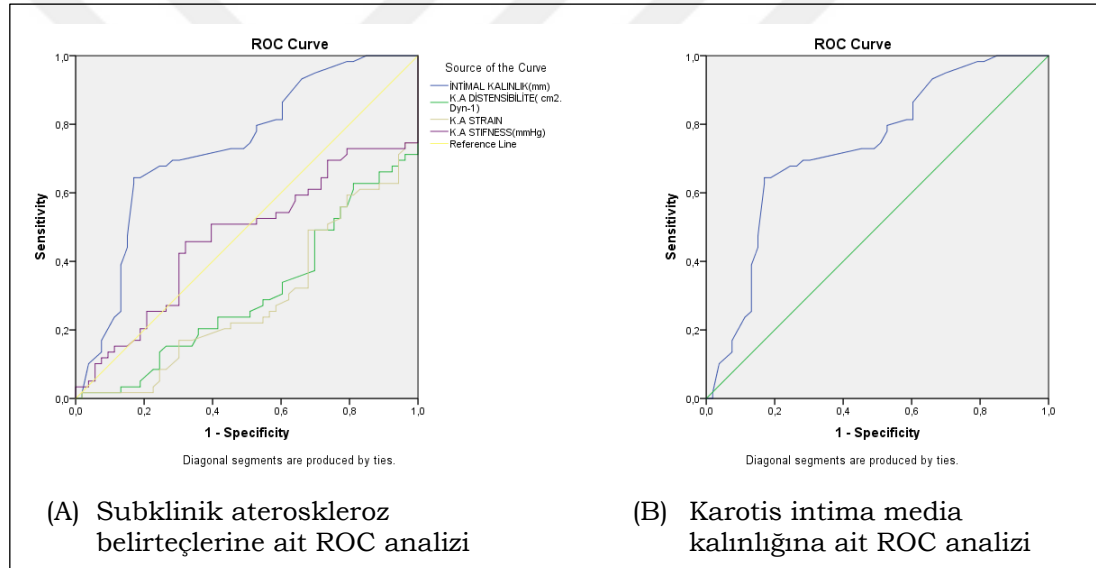 ROC Curve
1,0
0,8
0,6
0,4
0,2
0,0
Sensitivity
0,0 0,2 0,4 0,6 0,8 1,0
1 - Specificity
Diagonal segments are produced by ties.
Source of the Curve
İNTİMAL KALINLIK(mm)
K.A DİSTENSİBİLİTE( cm2.
Dyn-1)
K.A STRAIN
K.A STIFNESS(mmHg)
Reference Line
(A) Subklinik ateroskleroz
belirteçlerine ait ROC analizi
ROC Curve
1,0
0,8
0,6
0,4
0,2
0,0
Sensitivity
0,0 0,2 0,4 0,6 0,8 1,0
1 - Specificity
Diagonal segments are produced by ties.
(B) Karotis intima media
kalınlığına ait ROC analizi